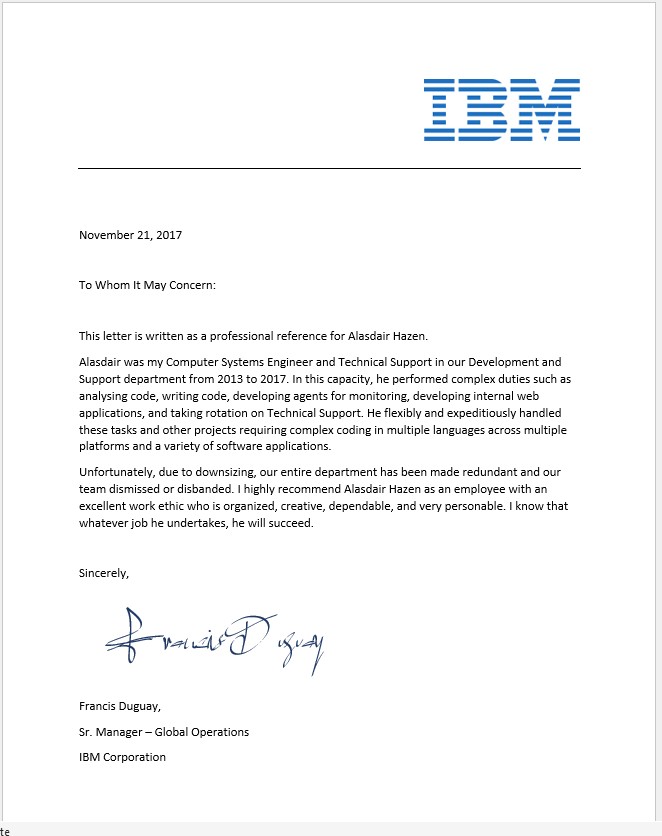 IBM
November 21, 2017
To Whom It May Concern:
This letter is written as a professional reference for Alasdair Hazen.
Alasdair was my Computer Systems Engineer and Technical Support in our Development and
Support department from 2013 to 2017. In this capacity, he performed complex duties such as
analysing code, writing code, developing agents for monitoring, developing internal web
applications, and taking rotation on Technical Support. He flexibly and expeditiously handled
these tasks and other projects requiring complex coding in multiple languages across multiple
platforms and a variety of software applications.
Unfortunately, due to downsizing, our entire department has been made redundant and our
team dismissed or disbanded. I highly recommend Alasdair Hazen as an employee with an
excellent work ethic who is organized, creative, dependable, and very personable. I know that
whatever job he undertakes, he will succeed.
Sincerely,
Francis Duguay
Francis Duguay,
Sr. Manager – Global Operations
IBM Corporation
te